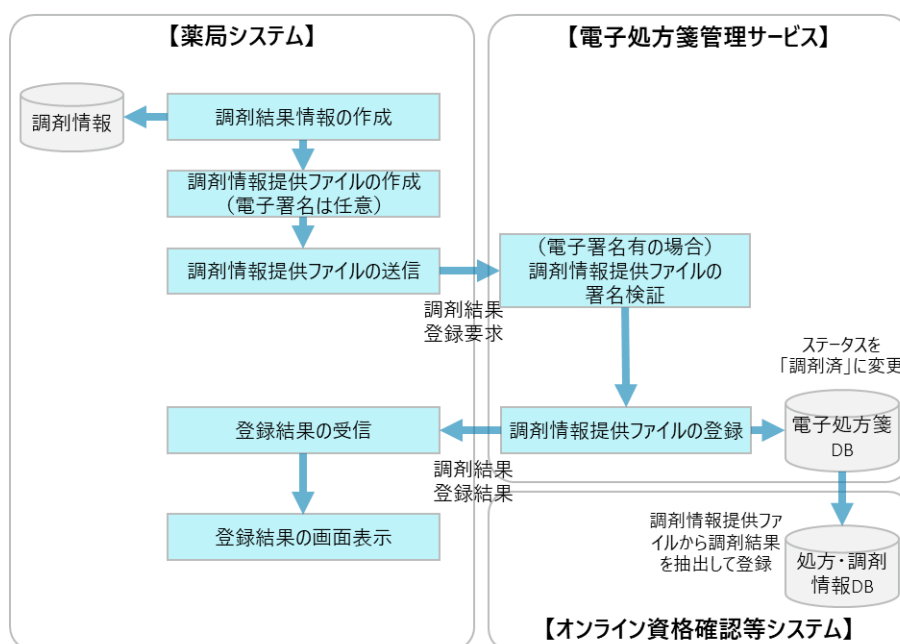 【薬局システム】
【電子処方箋管理サービス】
調剤情報
調剤結果情報の作成
調剤情報提供ファイルの作成
（電子署名は任意）
調剤情報提供ファイルの送信
（電子署名有の場合）
調剤情報提供ファイルの
署名検証
調剤結果
登録要求
ステータスを
「調剤済」に変更
登録結果の受信
調剤情報提供ファイルの登録
電子処方箋
DB
調剤結果
登録結果
登録結果の画面表示
調剤情報提供ファ
イルから調剤結果
を抽出して登録
処方・調剤
情報DB
【オンライン資格確認等システム】